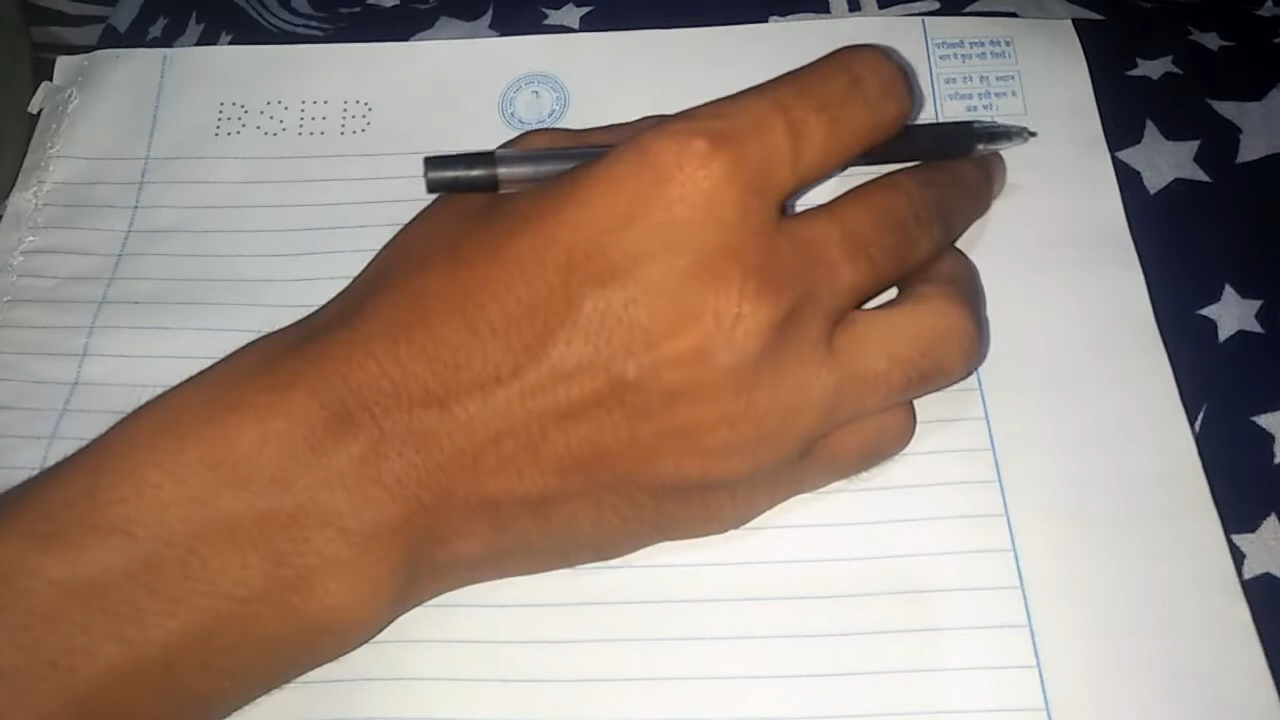 BSEB
परीक्षार्थी इसके नीचे के
भाग में कुछ नहीं लिखें।
अंक देने हेतु स्थान
(परीक्षक इसी भाग में
अंक भरें)